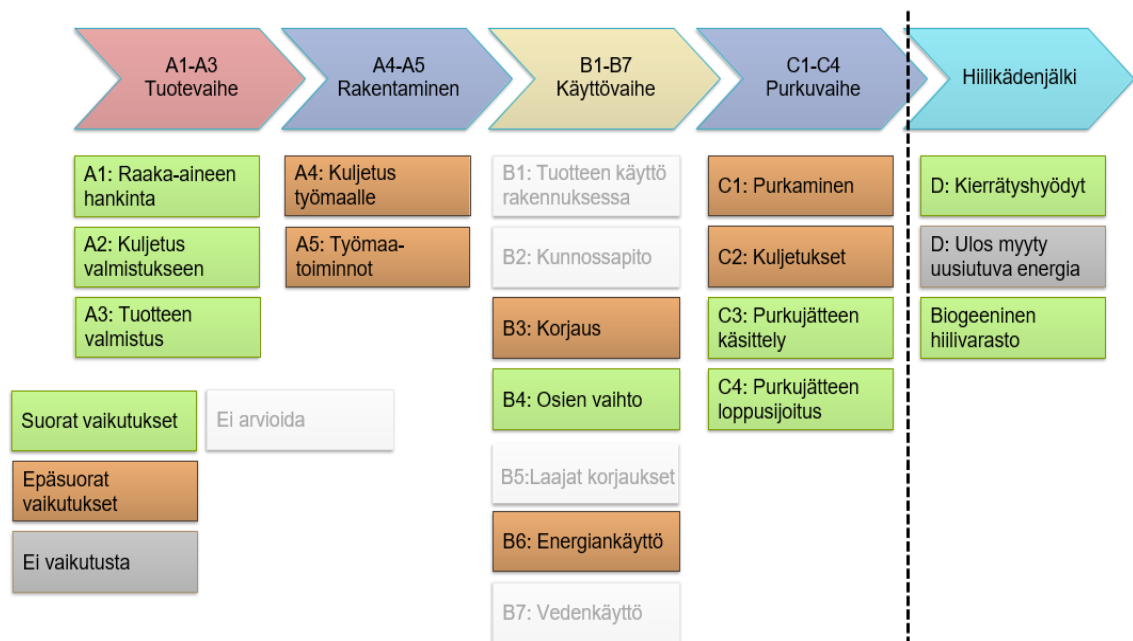 A1-A3
Tuotevaihe
A4-A5
Rakentaminen
B1-B7
Käyttövaihe
C1-C4
Purkuvaihe
Hiilikädenjälki
A1: Raaka-aineen
hankinta
A2: Kuljetus
valmistukseen
A3: Tuotteen
valmistus
A4: Kuljetus
työmaalle
A5: Työmaa-
toiminnot
B1: Tuotteen käyttö
rakennuksessa
B2: Kunnossapito
B3: Korjaus
B4: Osien vaihto
B5:Laajat korjaukset
B6: Energiankäyttö
B7: Vedenkäyttö
C1: Purkaminen
C2: Kuljetukset
C3: Purkujätteen
käsittely
C4: Purkujätteen
loppusijoitus
D: Kierrätyshyödyt
D: Ulos myyty
uusiutuva energia
Biogeeninen
hiilivarasto
Suorat vaikutukset
Ei arvioida
Epäsuorat
vaikutukset
Ei vaikutusta